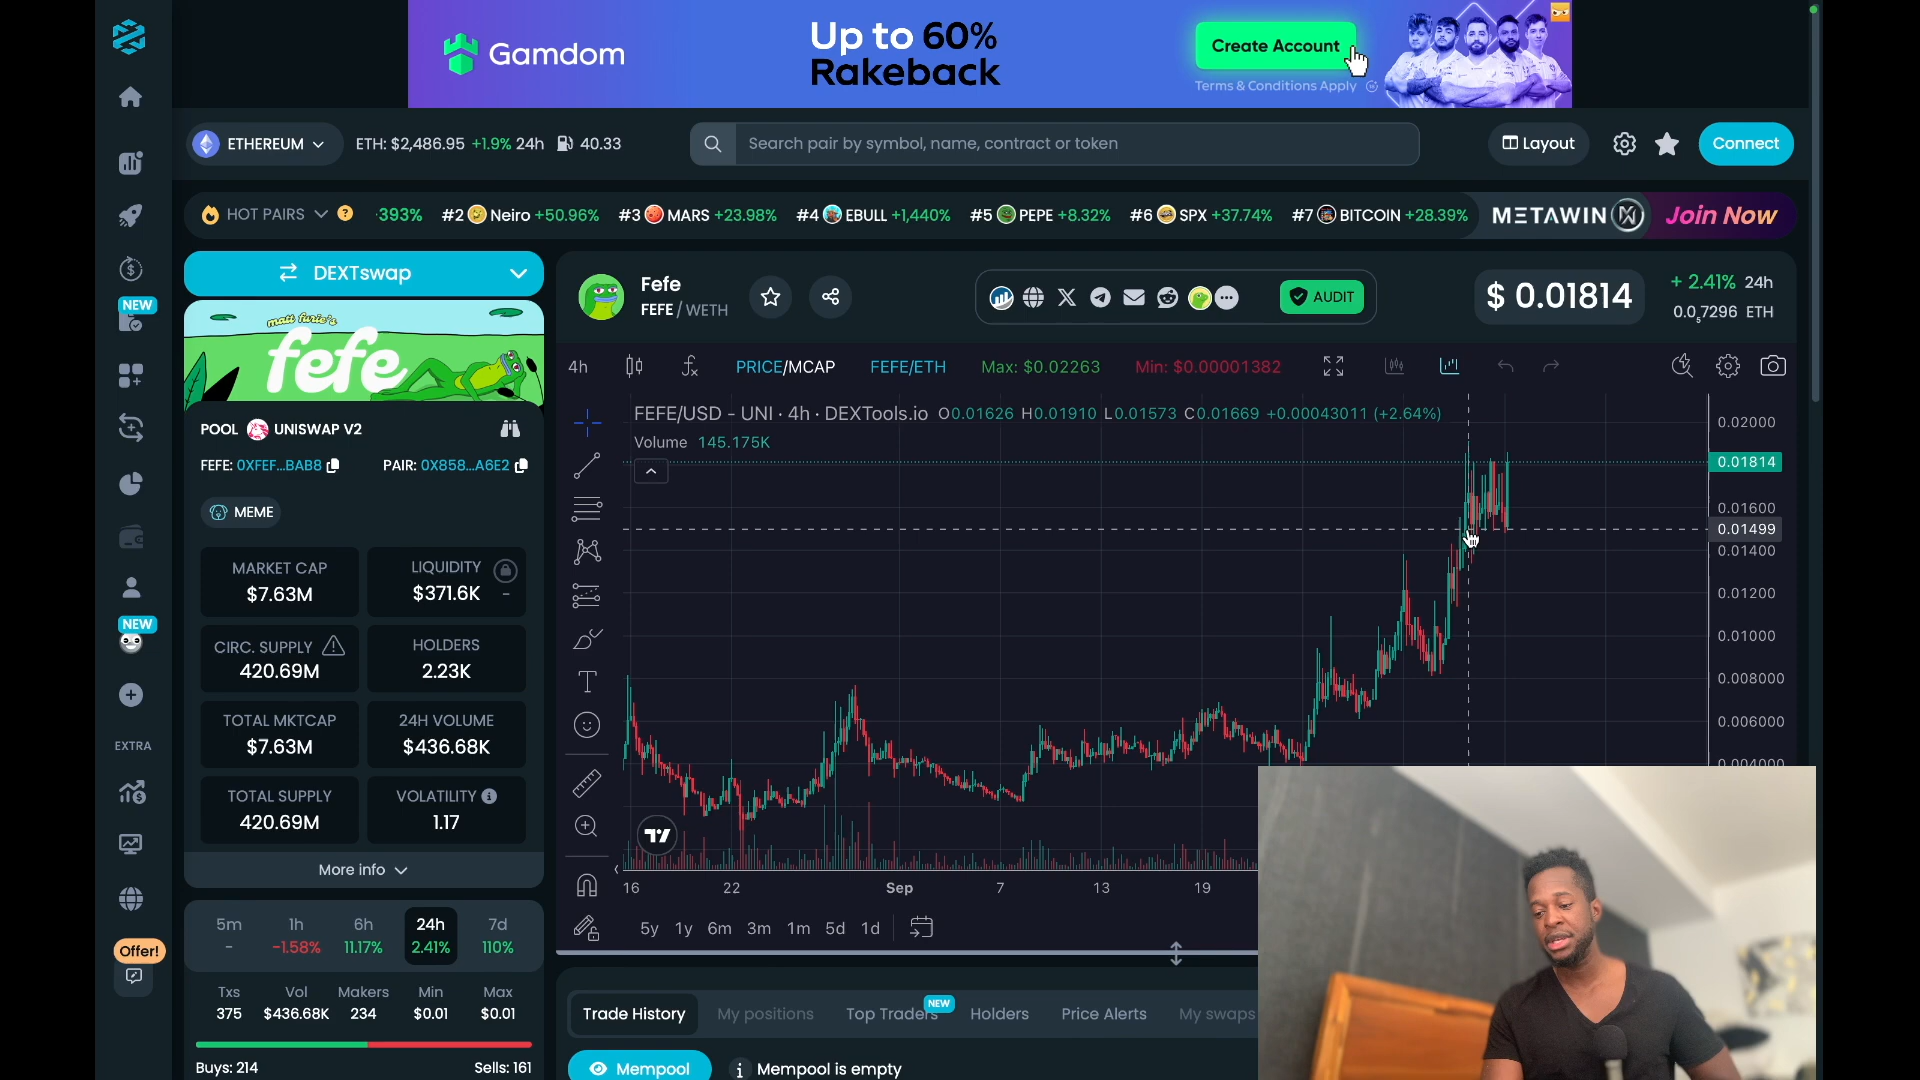 Gamdom
Up to 60%
Rakeback
Create Account
Terms & Conditions Apply
ETHEREUM
ETH: $2,486.95 +1.9% 24h 40.33
Search pair by symbol, name, contract or token
Layout
Connect
HOT PAIRS ? 393% #2 Neiro +50.96% #3 MARS +23.98% #4 EBULL +1,440% #5 PEPE +8.32% #6 SPX +37.74% #7 BITCOIN +28.39%
METAWIN Join Now
NEW
NEW
EXTRA
Offer!
DEXTswap
matt furie's
fefe
POOL UNISWAP V2
FEFE: 0XFEF...BAB8 PAIR: 0X858...A6E2
MEME
MARKET CAP
$7.63M
LIQUIDITY
$371.6K -
CIRC. SUPPLY
420.69M
HOLDERS
2.23K
TOTAL MKTCAP
$7.63M
24H VOLUME
$436.68K
TOTAL SUPPLY
420.69M
VOLATILITY i
1.17
More info
5m 1h 6h 24h 7d
- -1.58% 11.17% 2.41% 110%
Txs Vol Makers Min Max
375 $436.68K 234 $0.01 $0.01
Buys: 214 Sells: 161
Fefe
FEFE / WETH
AUDIT
$ 0.01814
+ 2.41% 24h
0.0₅7296 ETH
4h PRICE/MCAP FEFE/ETH Max: $0.02263 Min: $0.00001382
FEFE/USD - UNI · 4h · DEXTools.io O0.01626 H0.01910 L0.01573 C0.01669 +0.00043011 (+2.64%)
Volume 145.175K
0.02000
0.01814
0.01600
0.01499
0.01400
0.01200
0.01000
0.008000
0.006000
0.004000
16 22 Sep 7 13 19
5y 1y 6m 3m 1m 5d 1d
NEW
Trade History My positions Top Traders Holders Price Alerts My swaps
Mempool i Mempool is empty